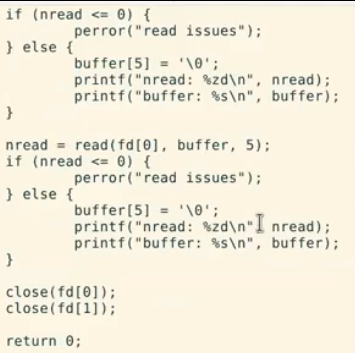 if (nread <= 0) {
        perror("read issues");
} else {
        buffer[5] = '\0';
        printf("nread: %zd\n", nread);
        printf("buffer: %s\n", buffer);
}

nread = read(fd[0], buffer, 5);
if (nread <= 0) {
        perror("read issues");
} else {
        buffer[5] = '\0';
        printf("nread: %zd\n", nread);
        printf("buffer: %s\n", buffer);
}

close(fd[0]);
close(fd[1]);

return 0;